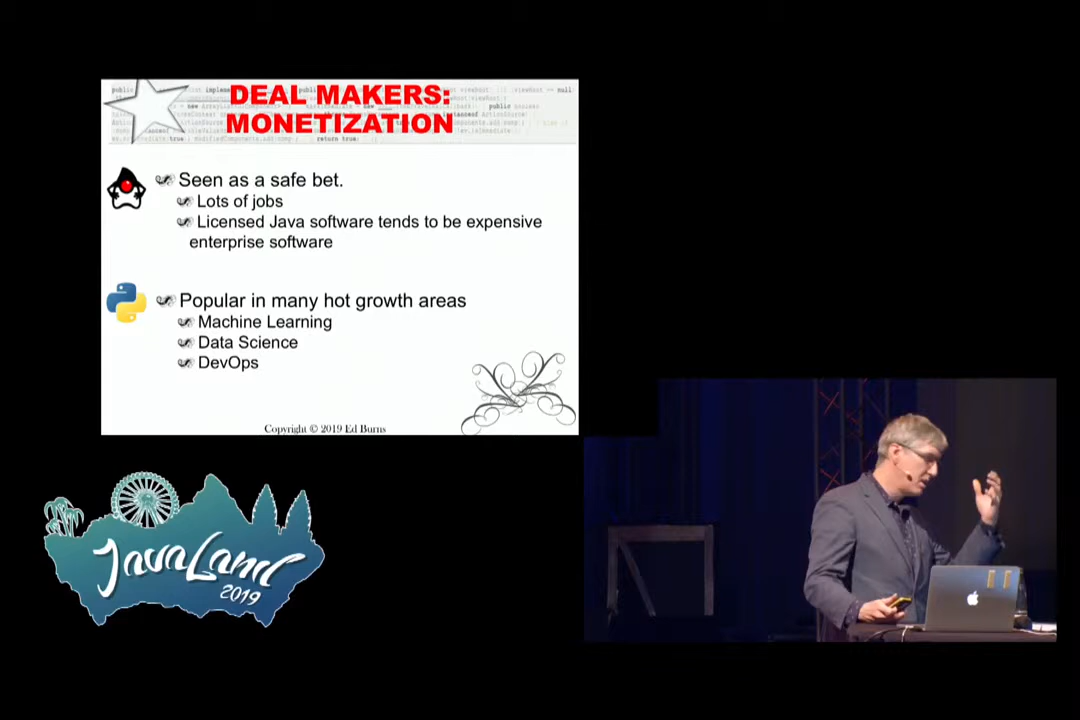 DEAL MAKERS:
MONETIZATION
Seen as a safe bet.
Lots of jobs
Licensed Java software tends to be expensive
enterprise software
Popular in many hot growth areas
Machine Learning
Data Science
DevOps
Copyright © 2019 Ed Burns
JavaLand
2019